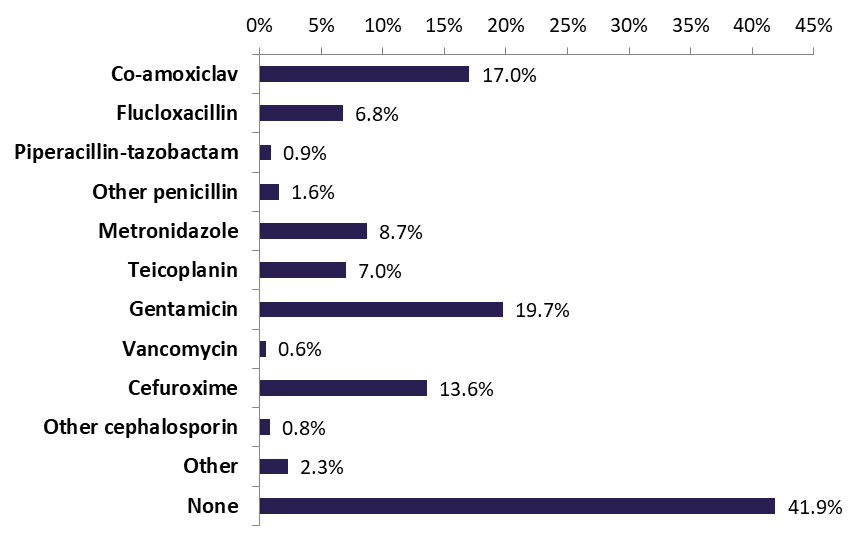 0% 5% 10% 15% 20% 25% 30% 35% 40% 45%
Co-amoxiclav 17.0%
Flucloxacillin 6.8%
Piperacillin-tazobactam 0.9%
Other penicillin 1.6%
Metronidazole 8.7%
Teicoplanin 7.0%
Gentamicin 19.7%
Vancomycin 0.6%
Cefuroxime 13.6%
Other cephalosporin 0.8%
Other 2.3%
None 41.9%